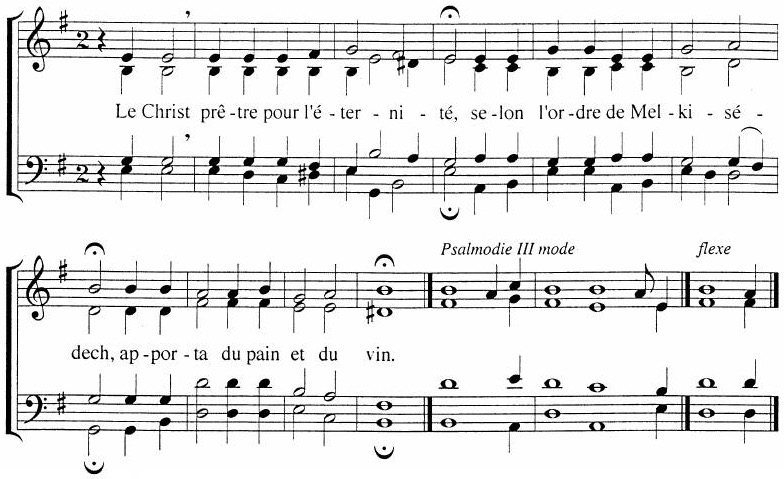 Le Christ prê - tre pour l'é - ter - ni - té, se - lon l'or - dre de Mel - ki - sé -
Psalmodie III mode flexe
dech, ap - por - ta du pain et du vin.